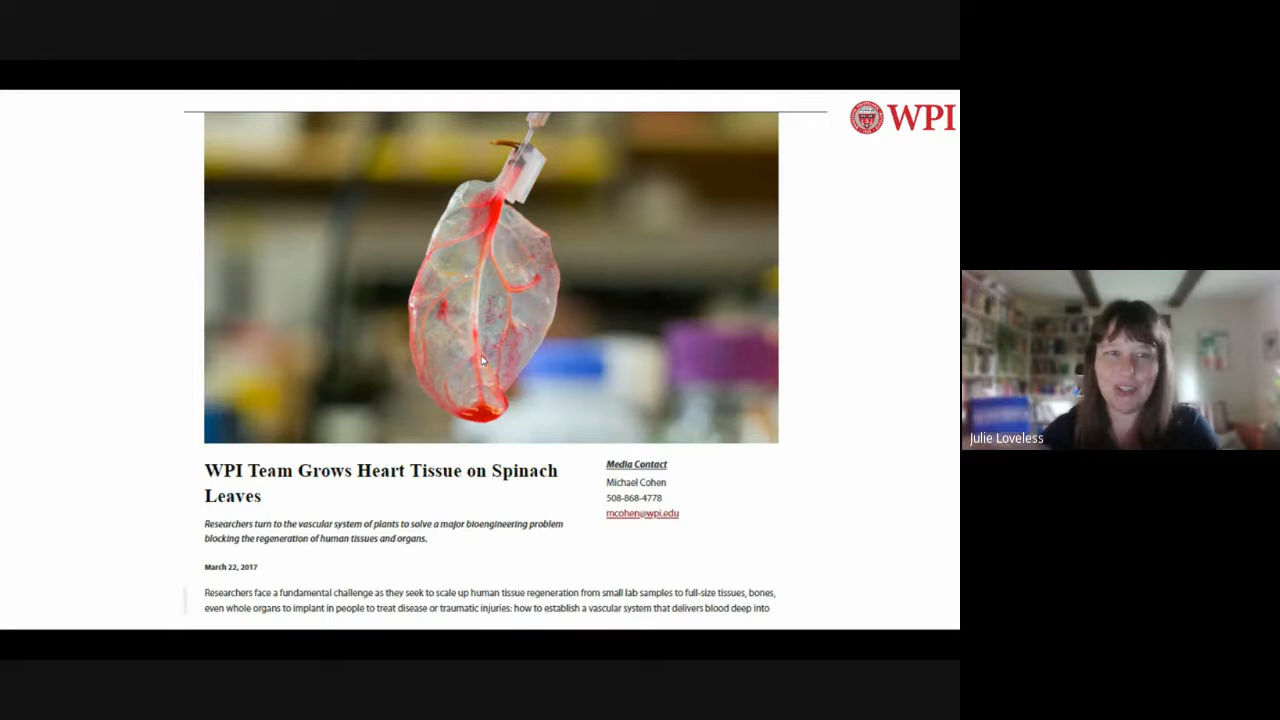 WPI
WPI Team Grows Heart Tissue on Spinach
Leaves
Researchers turn to the vascular system of plants to solve a major bioengineering problem
blocking the regeneration of human tissues and organs.
March 22, 2017
Researchers face a fundamental challenge as they seek to scale up human tissue regeneration from small lab samples to full-size tissues, bones,
even whole organs to implant in people to treat disease or traumatic injuries: how to establish a vascular system that delivers blood deep into
Media Contact
Michael Cohen
508-868-4778
mcohen@wpi.edu
Julie Loveless